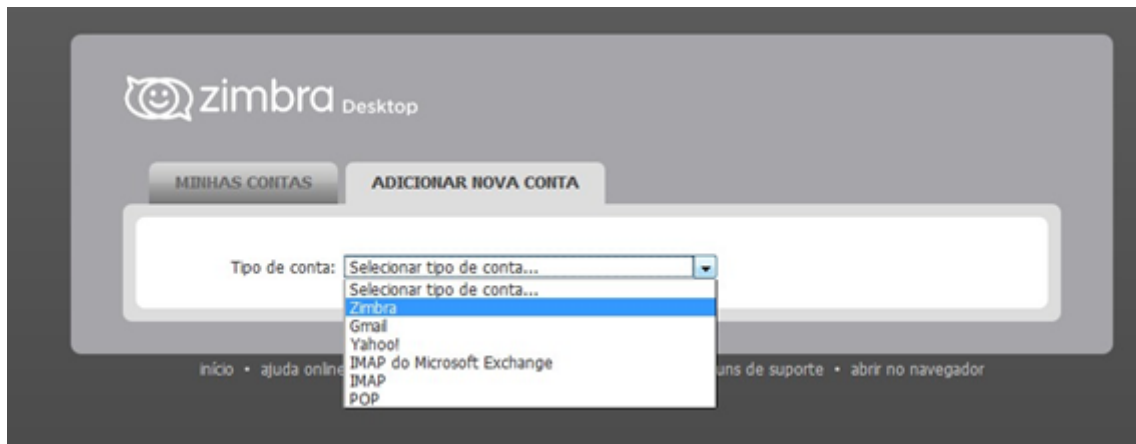 zimbra Desktop
MINHAS CONTAS ADICIONAR NOVA CONTA
Tipo de conta: Selecionar tipo de conta...
Selecionar tipo de conta...
Zimbra
Gmail
Yahoo!
IMAP do Microsoft Exchange
IMAP
POP
início • ajuda online uns de suporte • abrir no navegador